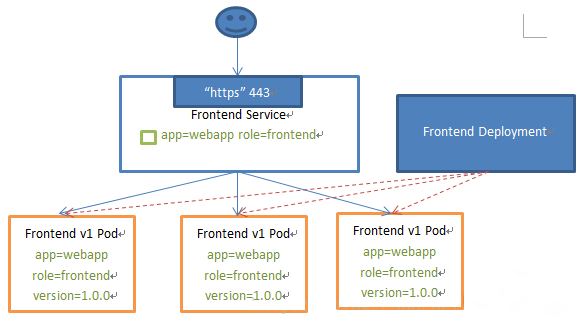 “https” 443
Frontend Service
app=webapp role=frontend
Frontend Deployment
Frontend v1 Pod
app=webapp
role=frontend
version=1.0.0
Frontend v1 Pod
app=webapp
role=frontend
version=1.0.0
Frontend v1 Pod
app=webapp
role=frontend
version=1.0.0